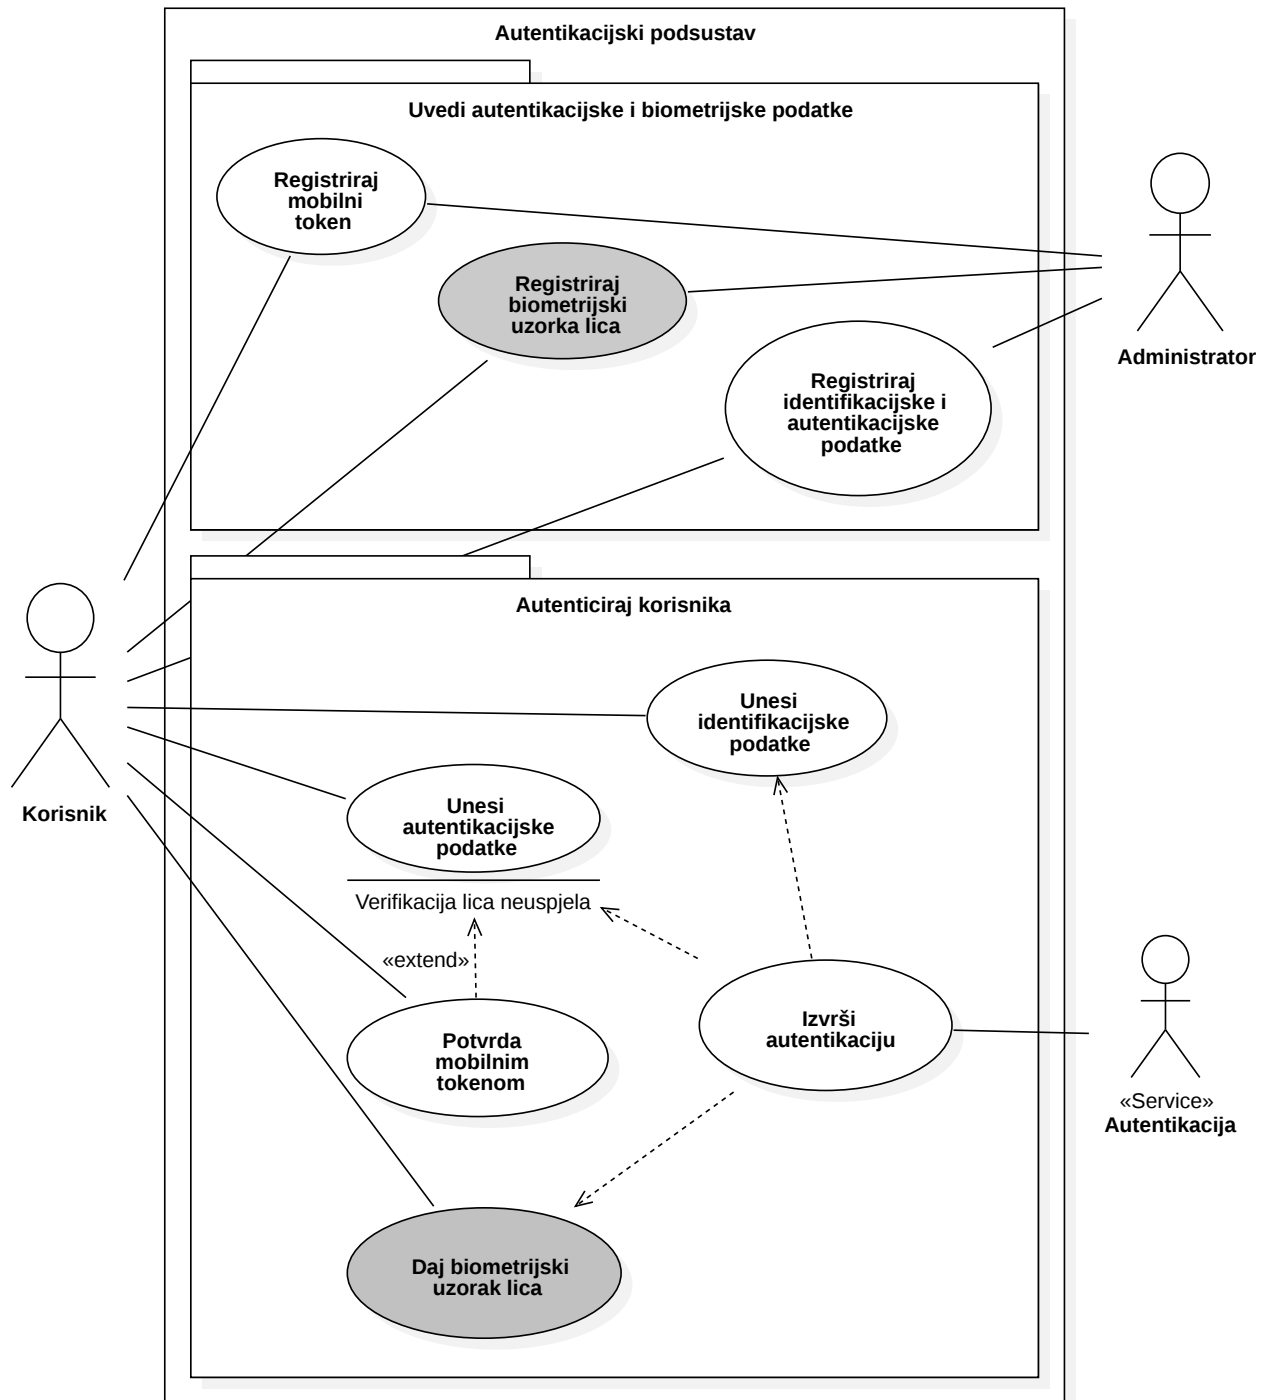 Autentikacijski podsustav
Uvedi autentikacijske i biometrijske podatke
Registriraj
mobilni
token
Registriraj
biometrijski
uzorka lica
Registriraj
identifikacijske i
autentikacijske
podatke
Administrator
Autenticiraj korisnika
Unesi
identifikacijske
podatke
Korisnik
Unesi
autentikacijske
podatke
Verifikacija lica neuspjela
«extend»
Izvrši
autentikaciju
Potvrda
mobilnim
tokenom
«Service»
Autentikacija
Daj biometrijski
uzorak lica